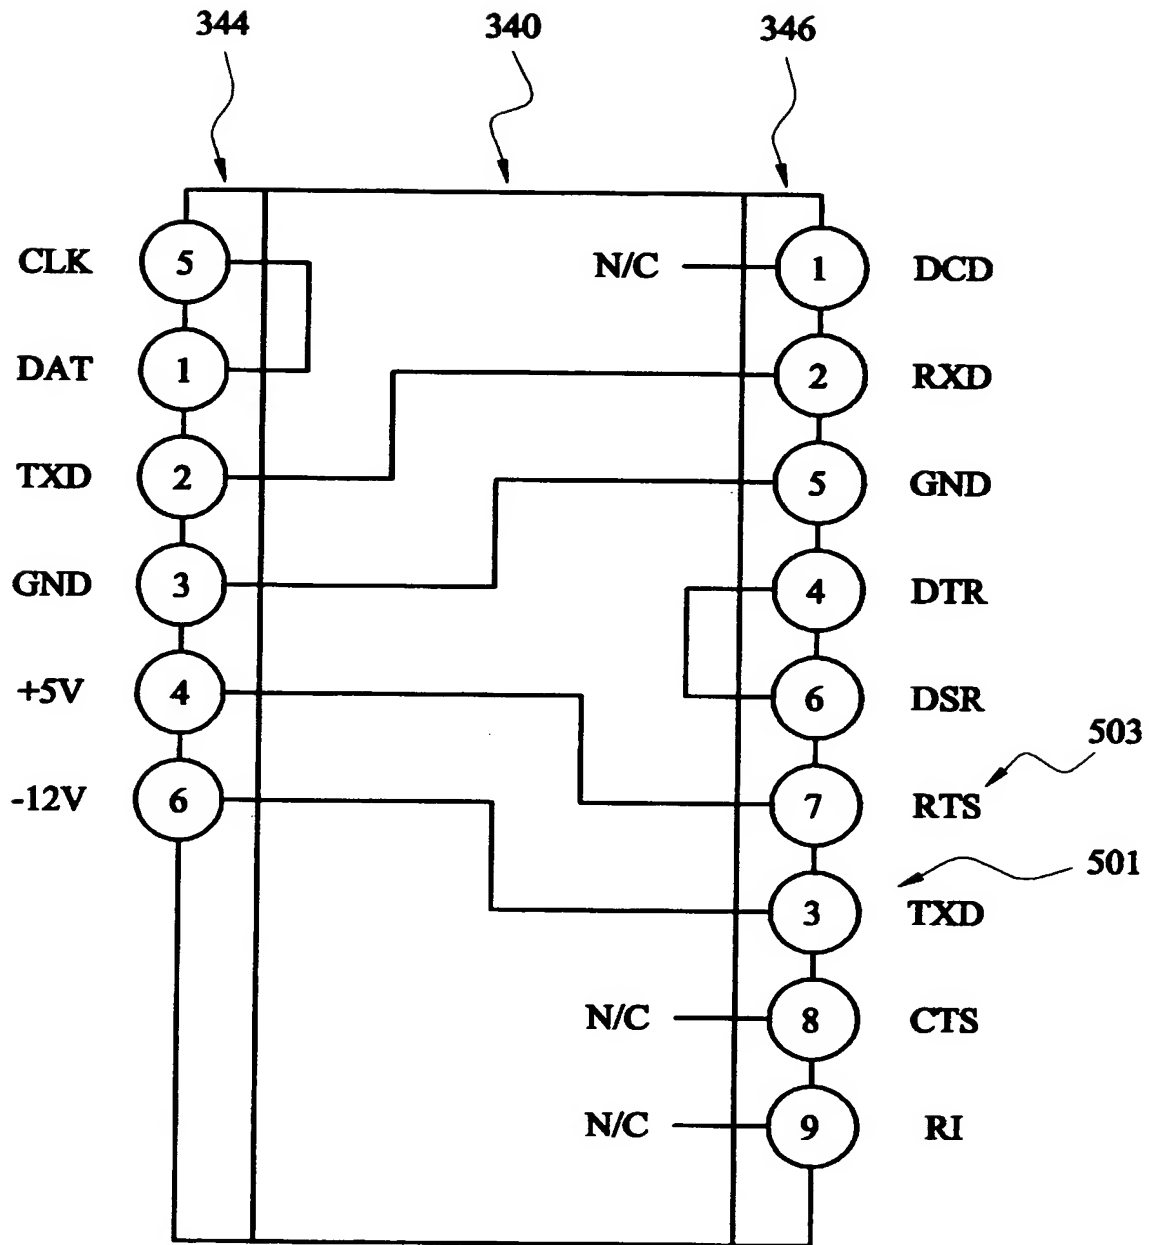 344 340 346
CLK 5 N/C 1 DCD
DAT 1 2 RXD
TXD 2 5 GND
GND 3 4 DTR
+5V 4 6 DSR
503
-12V 6 7 RTS
501
3 TXD
N/C 8 CTS
N/C 9 RI